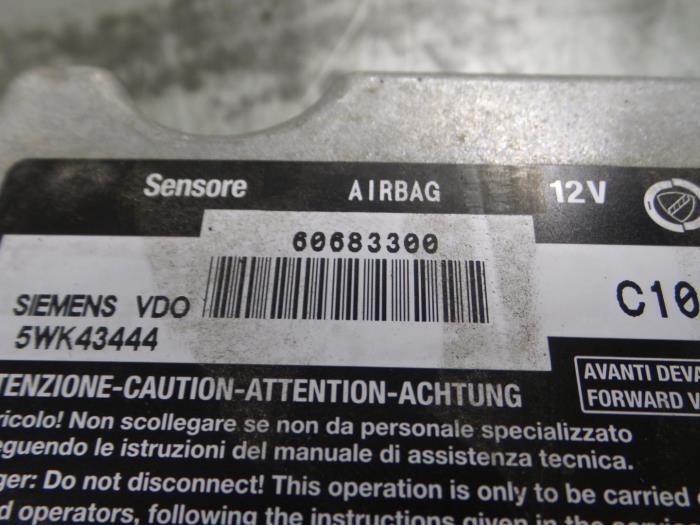 Sensore AIRBAG 12V
60683300
SIEMENS VDO C10
5WK43444
TENZIONE-CAUTION-ATTENTION-ACHTUNG
AVANTI DEVA
FORWARD V
ricolo! Non scollegare se non da personale specializzato
eguendo le istruzioni del manuale di assistenza tecnica.
ger: Do not disconnect! This operation is only to be carried
d operators, following the instructions given in the